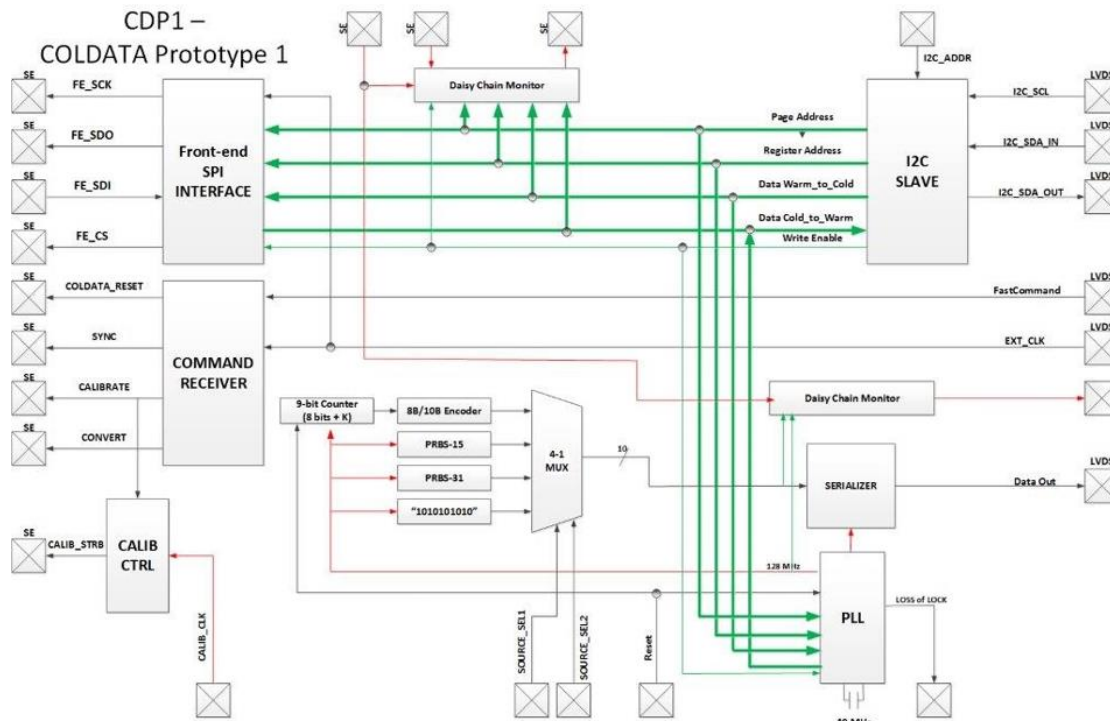 CDP1 –
COLDATA Prototype 1
SE
SE
SE
I2C_ADDR
SE
FE_SCK
Daisy Chain Monitor
I2C_SCL
LVDS
Page Address
SE
FE_SDO
Front-end
SPI
INTERFACE
Register Address
I2C
SLAVE
I2C_SDA_IN
LVDS
SE
FE_SDI
Data Warm_to_Cold
I2C_SDA_OUT
LVDS
SE
FE_CS
Data Cold_to_Warm
Write Enable
SE
COLDATA_RESET
FastCommand
LVDS
SE
SYNC
COMMAND
RECEIVER
EXT_CLK
LVDS
SE
CALIBRATE
9-bit Counter
(8 bits + K)
8B/10B Encoder
Daisy Chain Monitor
SE
CONVERT
PRBS-15
4-1
MUX
10
PRBS-31
SERIALIZER
Data Out
LVDS
"1010101010"
SE
CALIB_STRB
CALIB
CTRL
128 MHz
PLL
LOSS of LOCK
CALIB_CLK
SOURCE_SEL1
SOURCE_SEL2
Reset